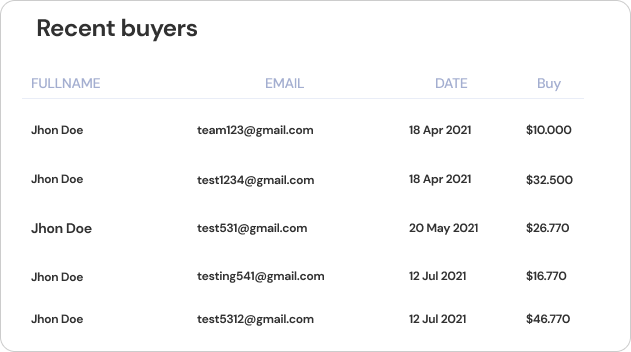 Recent buyers
FULLNAME EMAIL DATE Buy
Jhon Doe team123@gmail.com 18 Apr 2021 $10.000
Jhon Doe test1234@gmail.com 18 Apr 2021 $32.500
Jhon Doe test531@gmail.com 20 May 2021 $26.770
Jhon Doe testing541@gmail.com 12 Jul 2021 $16.770
Jhon Doe test5312@gmail.com 12 Jul 2021 $46.770